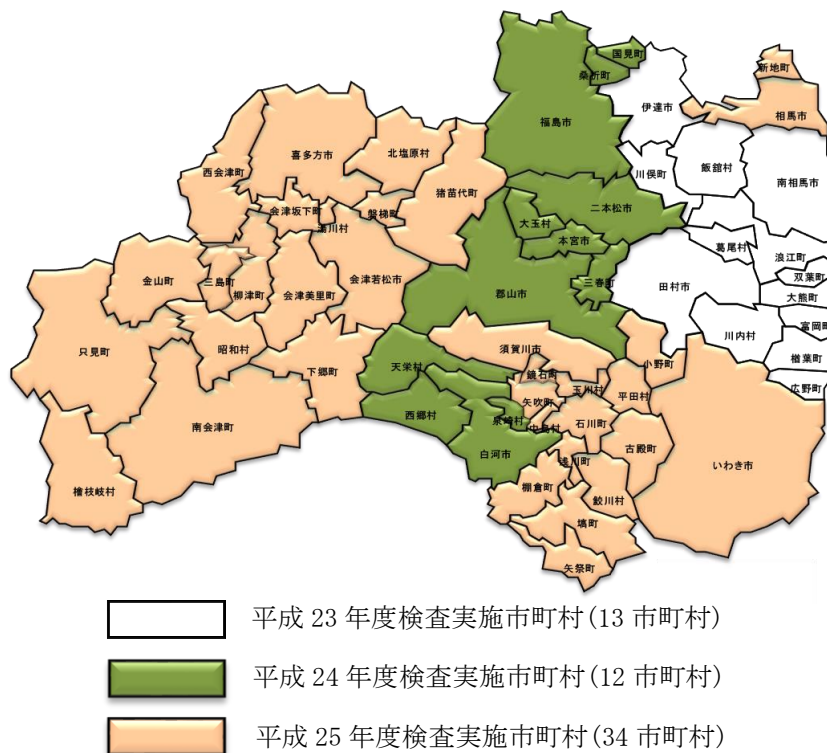 国見町
桑折町
新地町
伊達市
相馬市
福島市
喜多方市
北塩原村
西会津町
川俣町
飯舘村
南相馬市
猪苗代町
会津坂下町
磐梯町
湯川村
大玉村
二本松市
本宮市
葛尾村
浪江町
双葉町
大熊町
金山町
三島町
柳津町
会津美里町
会津若松市
郡山市
三春町
田村市
富岡町
川内村
楢葉町
広野町
只見町
昭和村
下郷町
天栄村
須賀川市
鏡石町
玉川村
小野町
平田村
西郷村
泉崎村
矢吹町
中島村
石川町
南会津町
白河市
浅川町
古殿町
いわき市
檜枝岐村
棚倉町
鮫川村
塙町
矢祭町
平成 23 年度検査実施市町村(13 市町村)
平成 24 年度検査実施市町村(12 市町村)
平成 25 年度検査実施市町村(34 市町村)